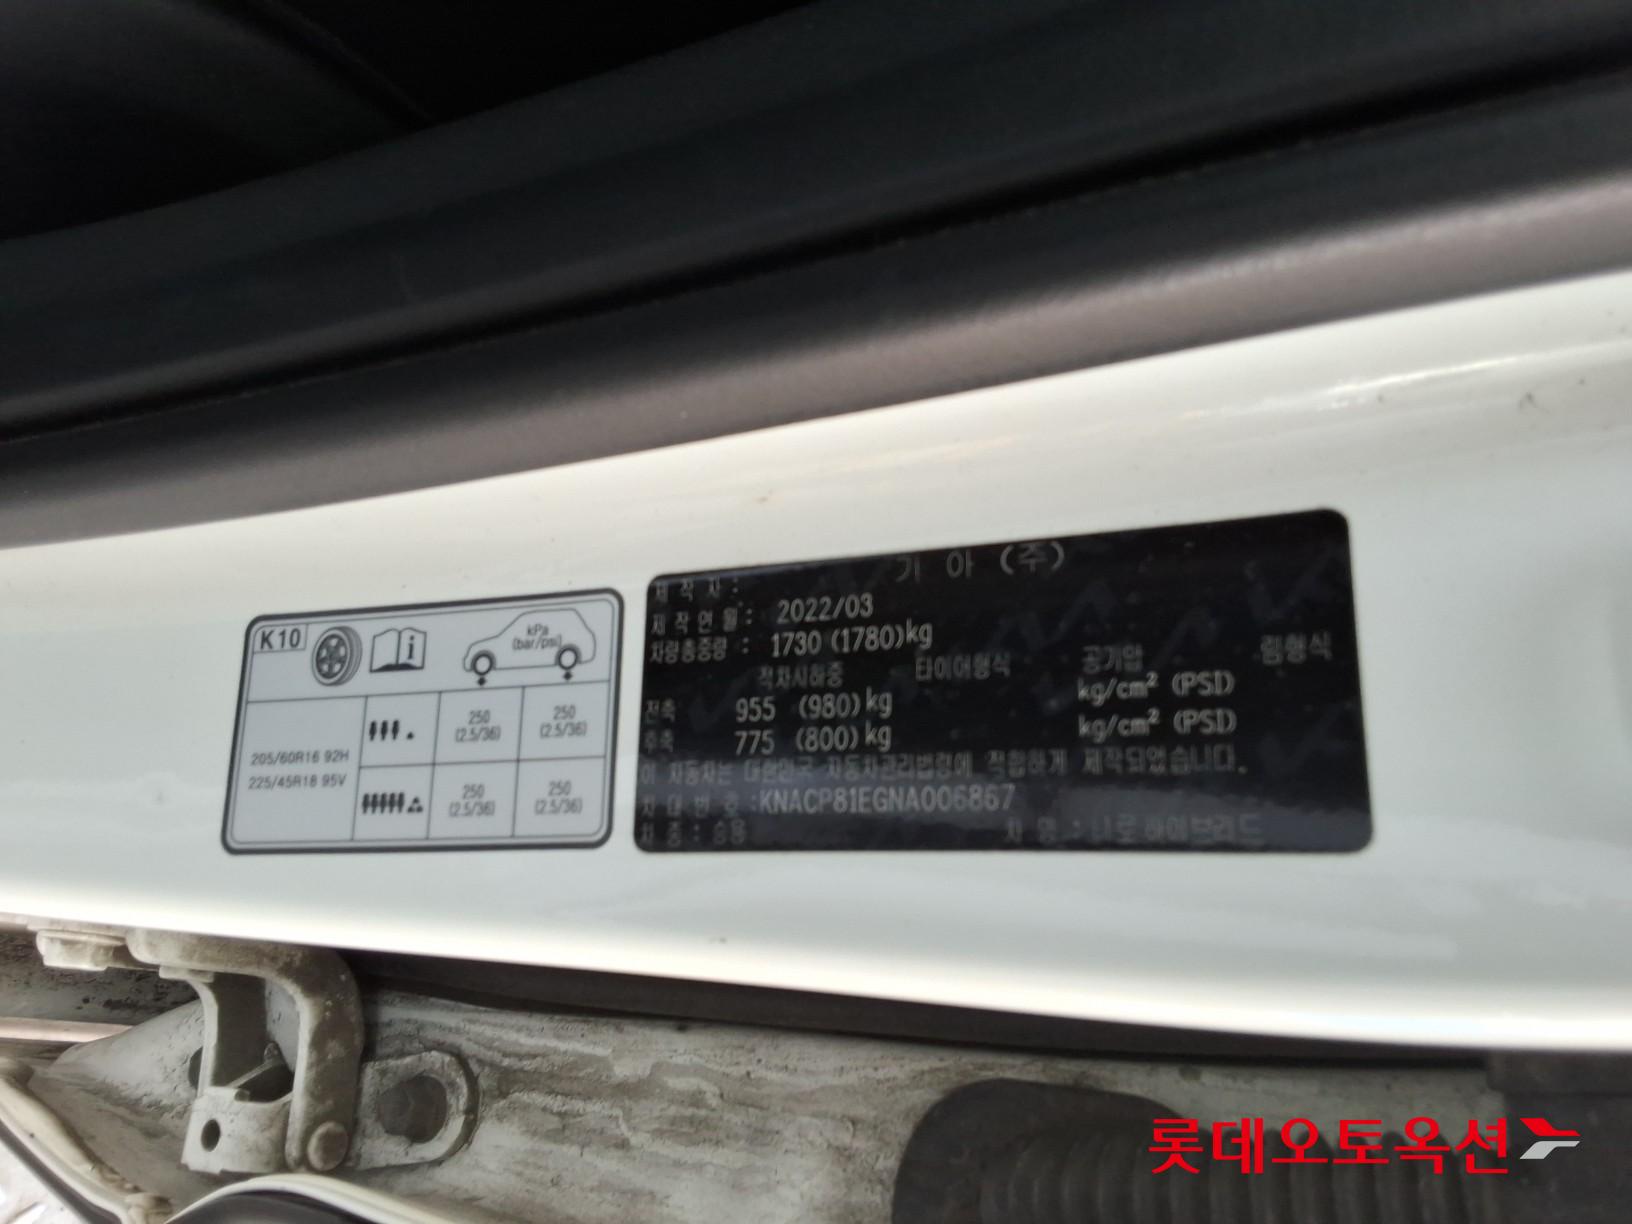 K10
i
kPa
(bar/psi)
205/60R16 92H
225/45R18 95V
250
(2.5/36)
250
(2.5/36)
250
(2.5/36)
250
(2.5/36)
제 작 자 : 기 아 (주)
제 작 연 월 : 2022/03
차량총중량 : 1730 (1780)kg
적차시하중 타이어형식 공기압 림형식
전축 955 (980)kg kg/cm² (PSI)
후축 775 (800)kg kg/cm² (PSI)
이 자동차는 대한민국 자동차관리법령에 적합하게 제작되었습니다.
차 대 번 호 :KNACP81EGNA006867
차 종 : 승용 차 명 : 니로 하이브리드
롯데오토옥션